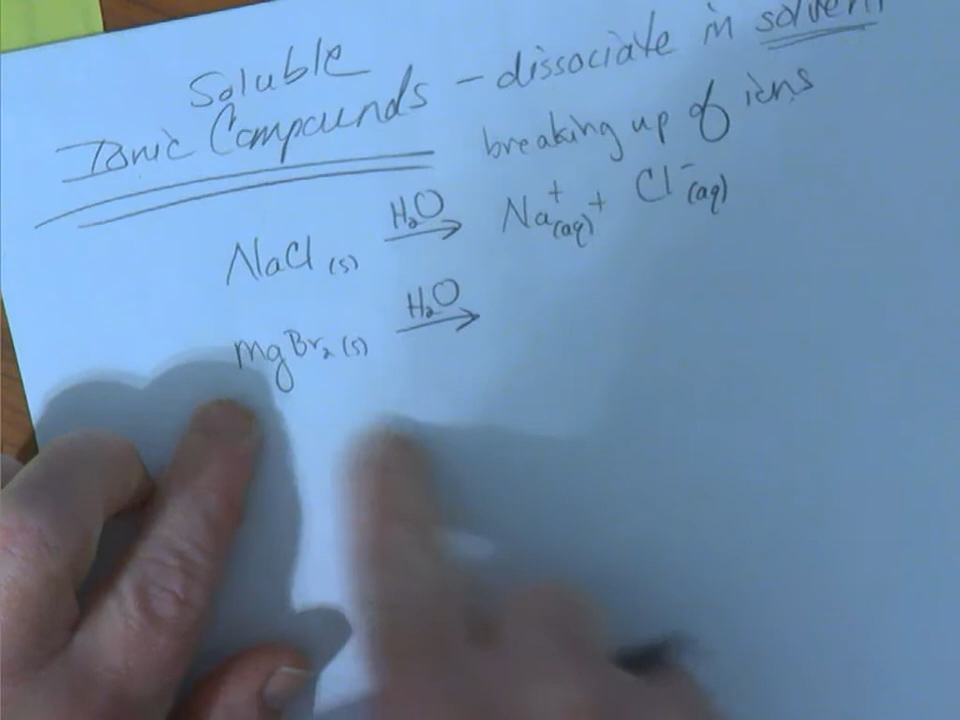 Soluble
Ionic Compounds - dissociate in solvent
breaking up of ions
NaCl (s) H₂O → Na⁺(aq) + Cl⁻(aq)
MgBr₂ (s) H₂O →